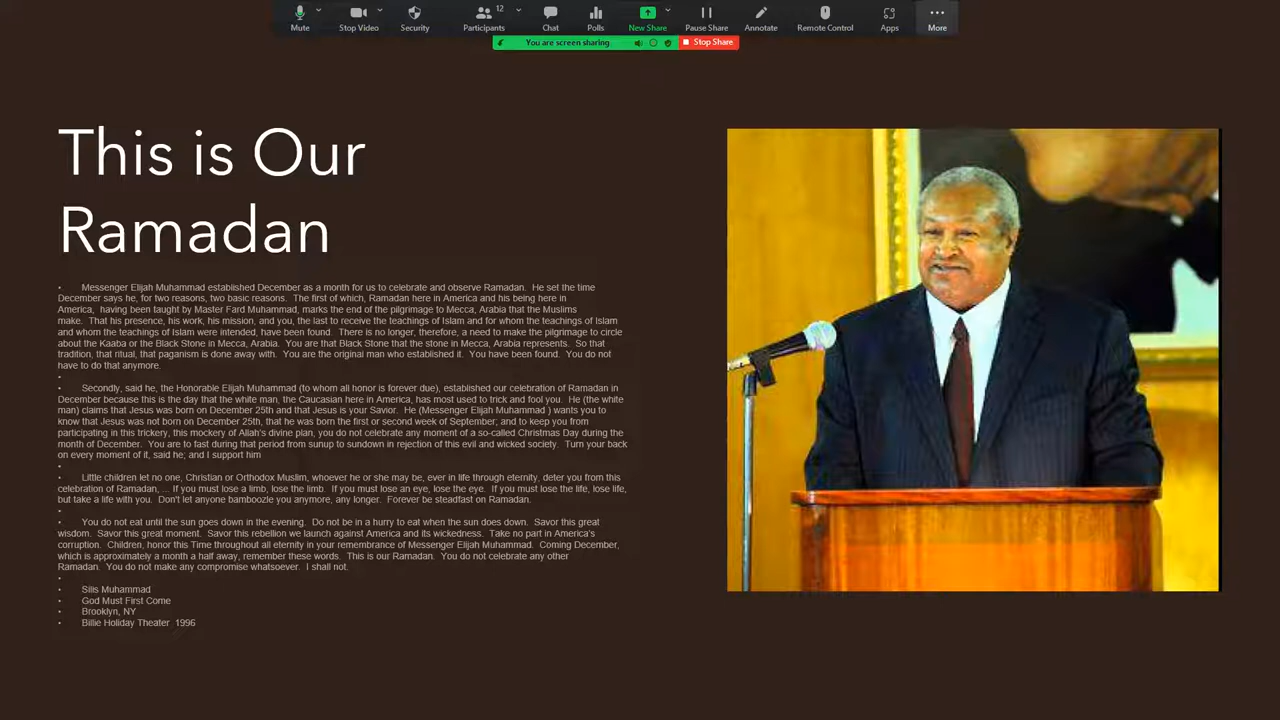 Mute
Stop Video
Security
Participants
12
Chat
Polls
New Share
Pause Share
Annotate
Remote Control
Apps
More
You are screen sharing
Stop Share
This is Our
Ramadan
• Messenger Elijah Muhammad established December as a month for us to celebrate and observe Ramadan. He set the time
December says he, for two reasons, two basic reasons. The first of which, Ramadan here in America and his being here in
America, having been taught by Master Fard Muhammad, marks the end of the pilgrimage to Mecca, Arabia that the Muslims
make. That his presence, his work, his mission, and you, the last to receive the teachings of Islam and for whom the teachings of Islam
and whom the teachings of Islam were intended, have been found. There is no longer, therefore, a need to make the pilgrimage to circle
about the Kaaba or the Black Stone in Mecca, Arabia. You are that Black Stone that the stone in Mecca, Arabia represents. So that
tradition, that ritual, that paganism is done away with. You are the original man who established it. You have been found. You do not
have to do that anymore.
•
• Secondly, said he, the Honorable Elijah Muhammad (to whom all honor is forever due), established our celebration of Ramadan in
December because this is the day that the white man, the Caucasian here in America, has most used to trick and fool you. He (the white
man) claims that Jesus was born on December 25th and that Jesus is your Savior. He (Messenger Elijah Muhammad ) wants you to
know that Jesus was not born on December 25th, that he was born the first or second week of September; and to keep you from
participating in this trickery, this mockery of Allah's divine plan, you do not celebrate any moment of a so-called Christmas Day during the
month of December. You are to fast during that period from sunup to sundown in rejection of this evil and wicked society. Turn your back
on every moment of it, said he; and I support him
•
• Little children let no one, Christian or Orthodox Muslim, whoever he or she may be, ever in life through eternity, deter you from this
celebration of Ramadan, ... If you must lose a limb, lose the limb. If you must lose an eye, lose the eye. If you must lose the life, lose life,
but take a life with you. Don't let anyone bamboozle you anymore, any longer. Forever be steadfast on Ramadan.
•
• You do not eat until the sun goes down in the evening. Do not be in a hurry to eat when the sun does down. Savor this great
wisdom. Savor this great moment. Savor this rebellion we launch against America and its wickedness. Take no part in America's
corruption. Children, honor this Time throughout all eternity in your remembrance of Messenger Elijah Muhammad. Coming December,
which is approximately a month a half away, remember these words. This is our Ramadan. You do not celebrate any other
Ramadan. You do not make any compromise whatsoever. I shall not.
•
• Silis Muhammad
• God Must First Come
• Brooklyn, NY
• Billie Holiday Theater 1996